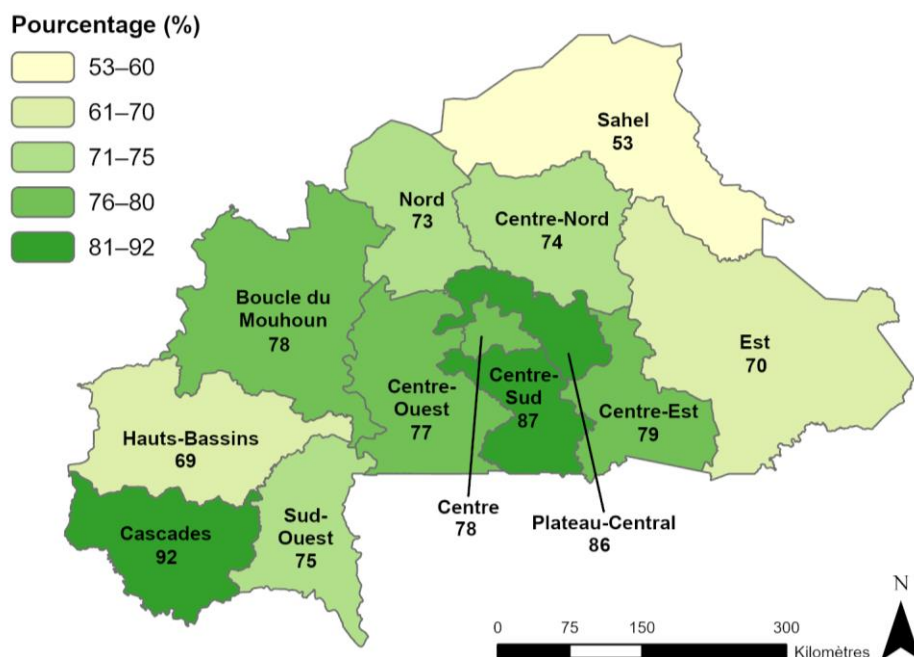 Pourcentage (%)
53–60
61–70
71–75
76–80
81–92
Sahel
53
Nord
73
Centre-Nord
74
Boucle du
Mouhoun
78
Est
70
Centre-
Ouest
77
Centre-
Sud
87
Centre-Est
79
Hauts-Bassins
69
Centre
78
Plateau-Central
86
Cascades
92
Sud-
Ouest
75
N
0 75 150 300
Kilomètres